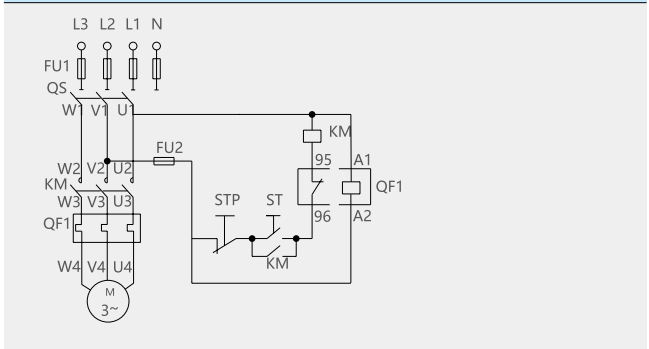 L3 L2 L1 N
FU1
QS
W1 V1 U1
KM
FU2
95 A1
W2 V2 U2
KM
QF1
W3 V3 U3
STP ST
96 A2
QF1
KM
W4 V4 U4
M
3~